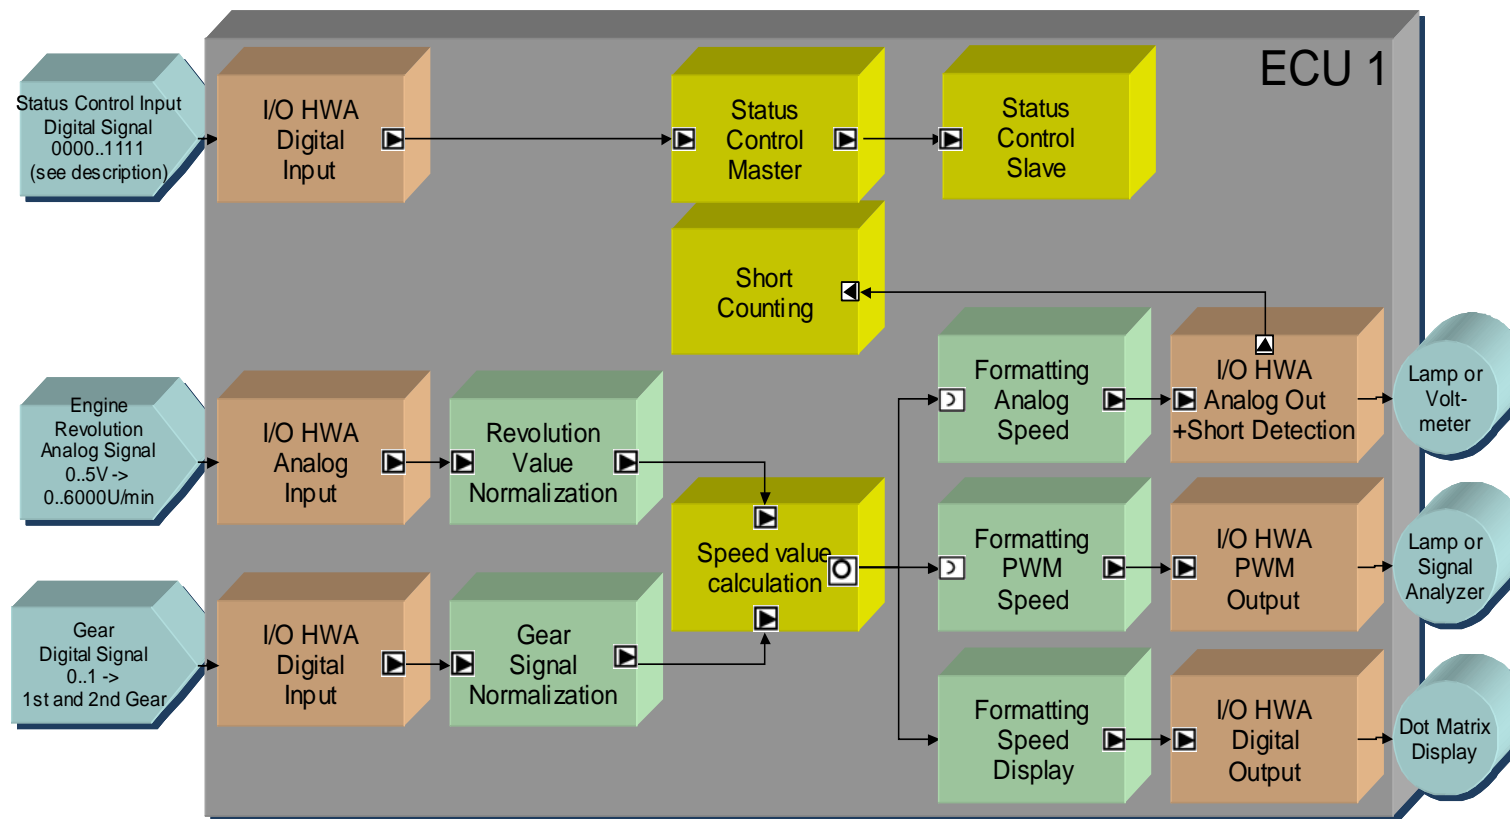 ECU 1
Status Control Input
Digital Signal
0000..1111
(see description)
I/O HWA
Digital
Input
Status
Control
Master
Status
Control
Slave
Short
Counting
Engine
Revolution
Analog Signal
0..5V ->
0..6000U/min
I/O HWA
Analog
Input
Revolution
Value
Normalization
Speed value
calculation
Formatting
Analog
Speed
I/O HWA
Analog Out
+Short Detection
Lamp or
Volt-
meter
Formatting
PWM
Speed
I/O HWA
PWM
Output
Lamp or
Signal
Analyzer
Gear
Digital Signal
0..1 ->
1st and 2nd Gear
I/O HWA
Digital
Input
Gear
Signal
Normalization
Formatting
Speed
Display
I/O HWA
Digital
Output
Dot Matrix
Display